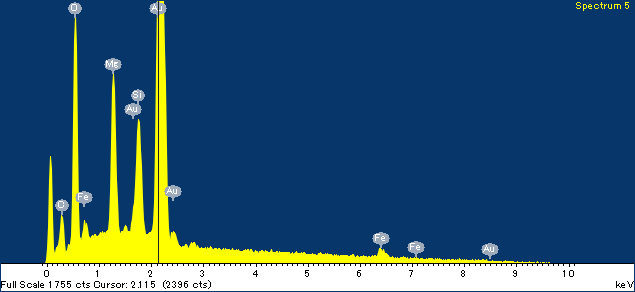 Spectrum 5
O Au
Mg
Si
Au
Fe Au
O
Fe Fe Au
0 1 2 3 4 5 6 7 8 9 10
Full Scale 1755 cts Cursor: 2.115 (2396 cts) keV